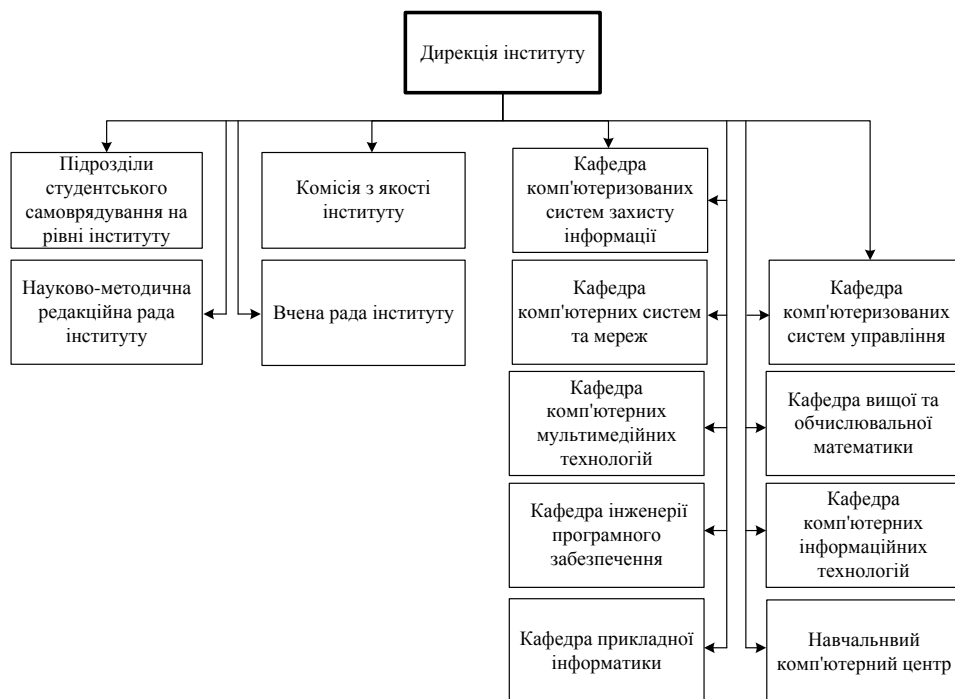 Дирекція інституту
Підрозділи
студентського
самоврядування на
рівні інституту
Комісія з якості
інституту
Кафедра
комп'ютеризованих
систем захисту
інформації
Науково-методична
редакційна рада
інституту
Вчена рада інституту
Кафедра
комп'ютерних систем
та мереж
Кафедра
комп'ютеризованих
систем управління
Кафедра
комп'ютерних
мультимедійних
технологій
Кафедра вищої та
обчислювальної
математики
Кафедра інженерії
програмного
забезпечення
Кафедра
комп'ютерних
інформаційних
технологій
Кафедра прикладної
інформатики
Навчальнвий
комп'ютерний центр